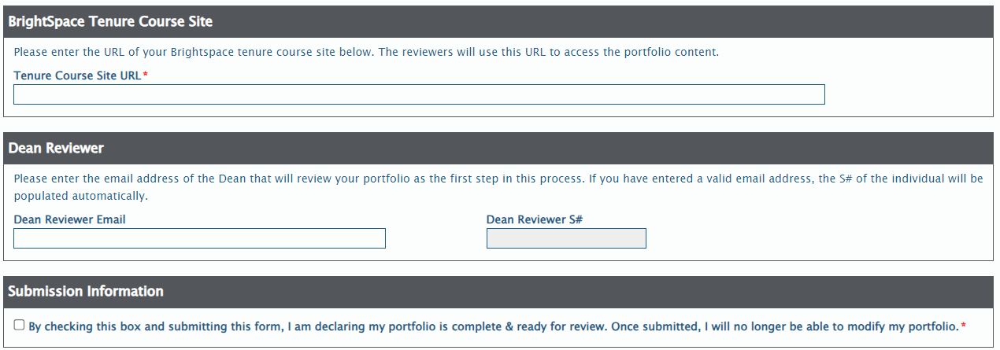 BrightSpace Tenure Course Site
Please enter the URL of your Brightspace tenure course site below. The reviewers will use this URL to access the portfolio content.
Tenure Course Site URL*
Dean Reviewer
Please enter the email address of the Dean that will review your portfolio as the first step in this process. If you have entered a valid email address, the S# of the individual will be
populated automatically.
Dean Reviewer Email
Dean Reviewer S#
Submission Information
By checking this box and submitting this form, I am declaring my portfolio is complete & ready for review. Once submitted, I will no longer be able to modify my portfolio.*